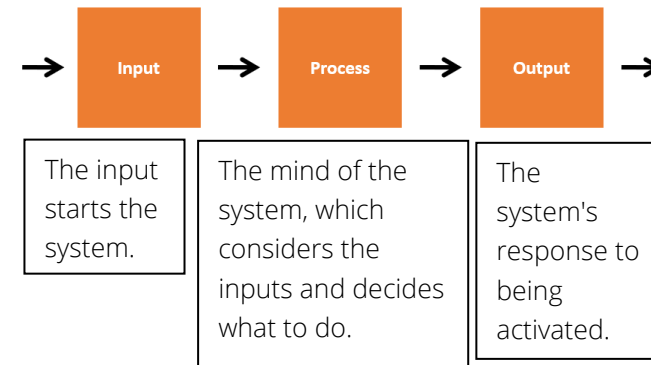 Input
Process
Output
The input
starts the
system.
The mind of the
system, which
considers the
inputs and decides
what to do.
The
system's
response to
being
activated.